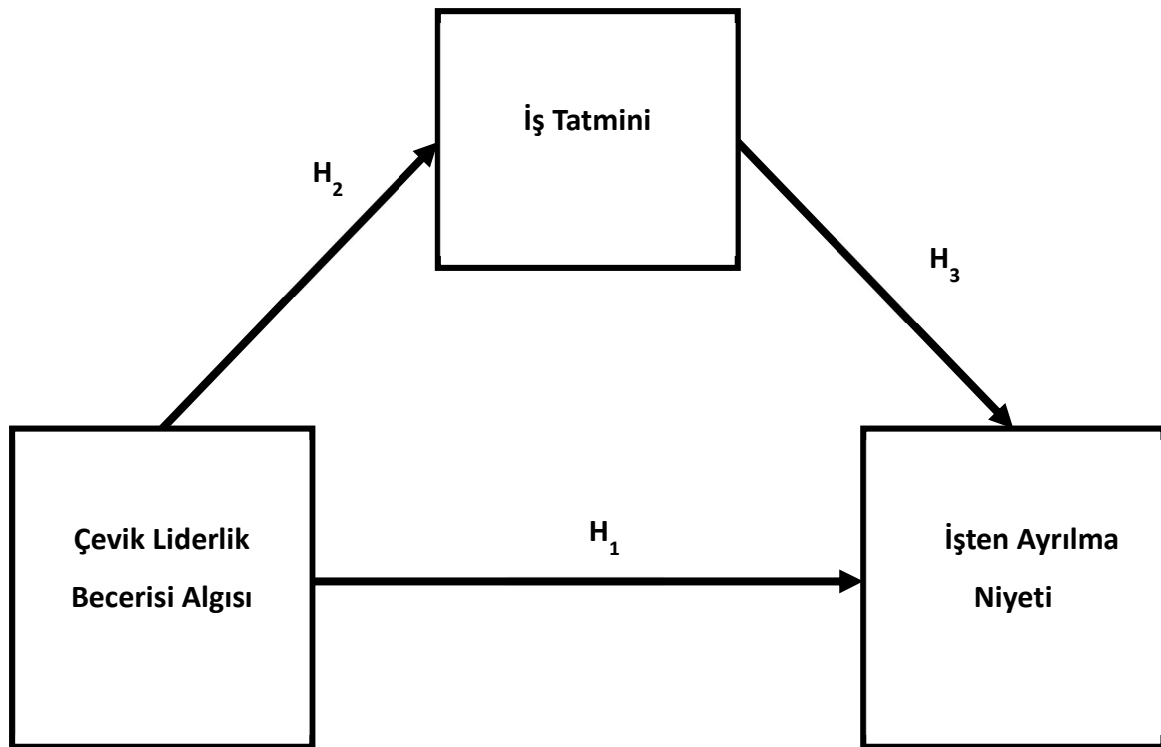 İş Tatmini
H₂
H₃
Çevik Liderlik
Becerisi Algısı
H₁
İşten Ayrılma
Niyeti